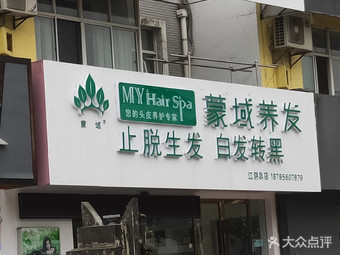 MY Hair Spa
您的头皮养护专家
蒙域
蒙域养发
止脱生发 白发转黑
18795607879
大众点评